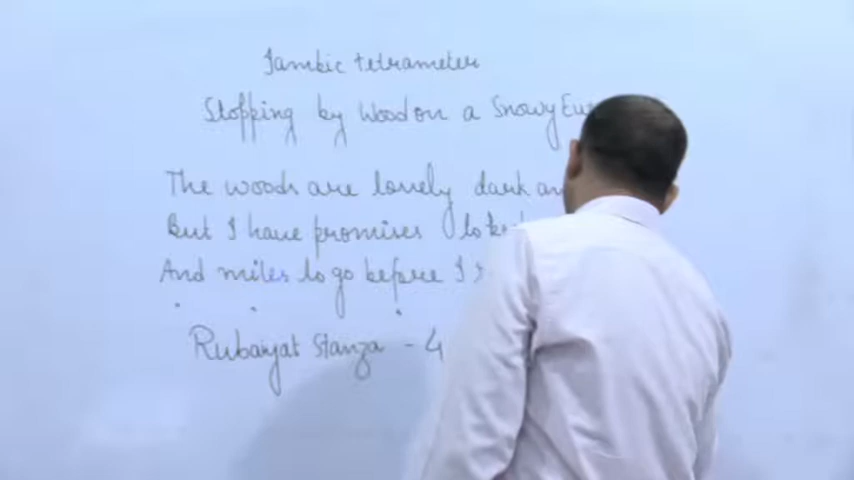 Iambic tetrameter
Stopping by Wood on a Snowy
The woods are lovely dark
But I have promises to
And miles to go before I
Rubaiyat Stanza - 4